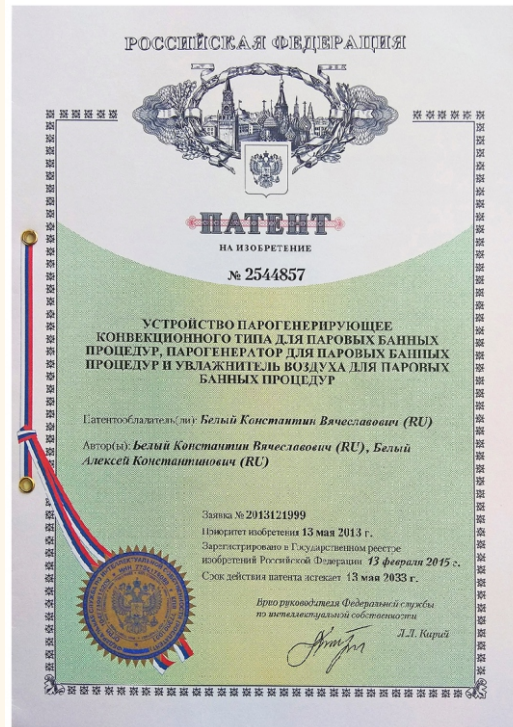 РОССИЙСКАЯ ФЕДЕРАЦИЯ
ПАТЕНТ
НА ИЗОБРЕТЕНИЕ
№ 2544857
УСТРОЙСТВО ПАРОГЕНЕРИРУЮЩЕЕ
КОНВЕКЦИОННОГО ТИПА ДЛЯ ПАРОВЫХ БАННЫХ
ПРОЦЕДУР, ПАРОГЕНЕРАТОР ДЛЯ ПАРОВЫХ БАННЫХ
ПРОЦЕДУР И УВЛАЖНИТЕЛЬ ВОЗДУХА ДЛЯ ПАРОВЫХ
БАННЫХ ПРОЦЕДУР
Патентообладатель(ли): Белый Константин Вячеславович (RU)
Автор(ы): Белый Константин Вячеславович (RU), Белый
Алексей Константинович (RU)
Заявка № 2013121999
Приоритет изобретения 13 мая 2013 г.
Зарегистрировано в Государственном реестре
изобретений Российской Федерации 13 февраля 2015 г.
Срок действия патента истекает 13 мая 2033 г.
Врио руководителя Федеральной службы
по интеллектуальной собственности
Л.Л. Кирий